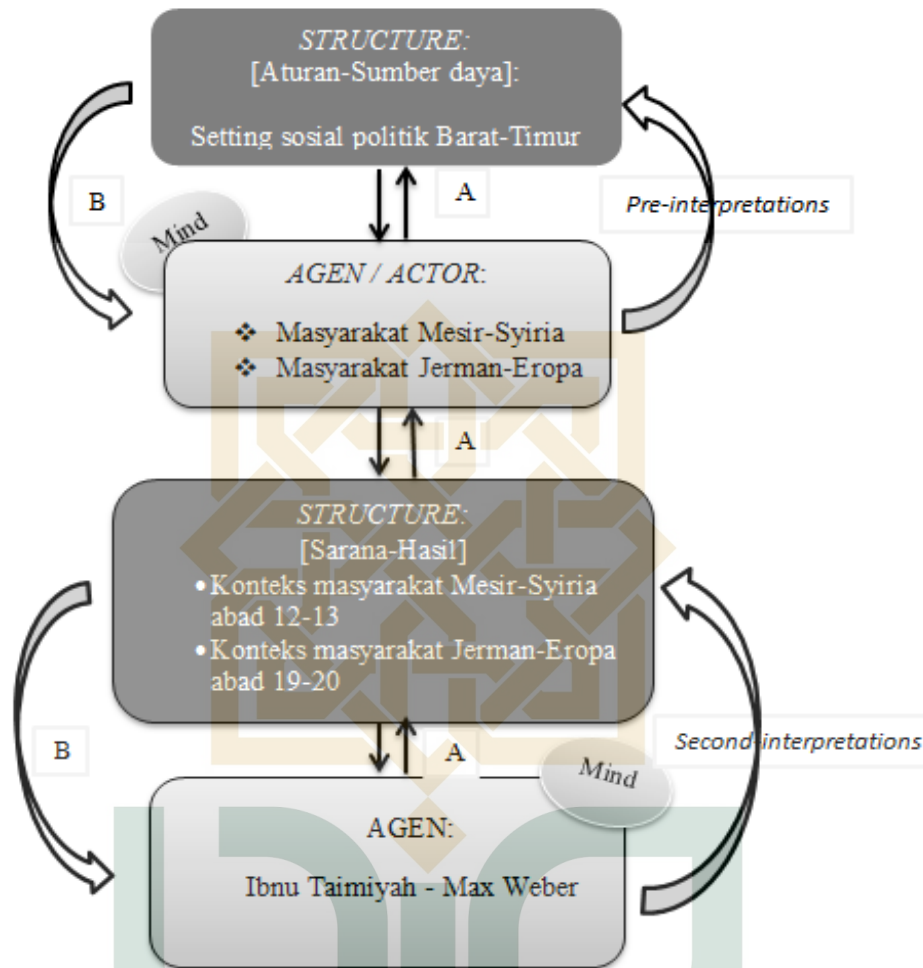 STRUCTURE:
[Aturan-Sumber daya]:
Setting sosial politik Barat-Timur
B
A
Pre-interpretations
Mind
AGEN / ACTOR:
❖ Masyarakat Mesir-Syiria
❖ Masyarakat Jerman-Eropa
A
STRUCTURE:
[Sarana-Hasil]
•Konteks masyarakat Mesir-Syiria
abad 12-13
•Konteks masyarakat Jerman-Eropa
abad 19-20
B
A
Second-interpretations
Mind
AGEN:
Ibnu Taimiyah - Max Weber